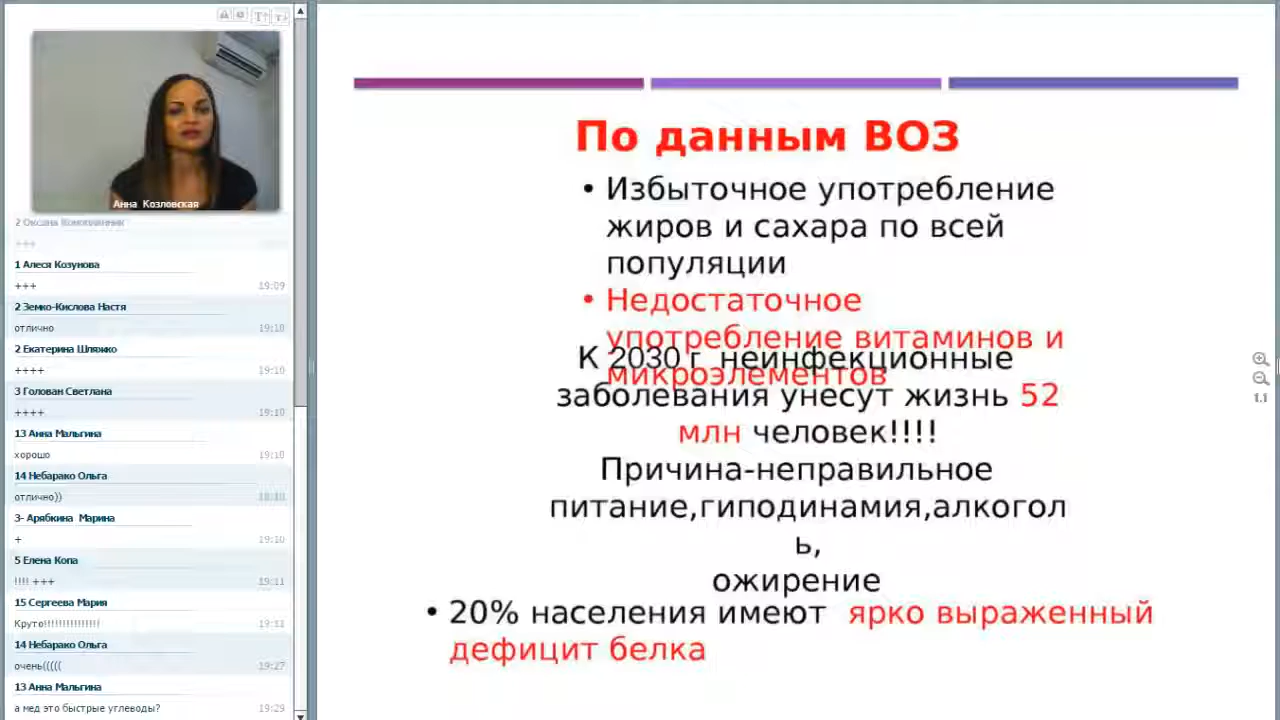 Анна Козловская
2 Оксана
+++
1 Алеся Козунова
+++ 19:09
2 Земко-Кислова Настя
отлично 19:10
2 Екатерина Шляжко
++++ 19:10
3 Голован Светлана
++++ 19:10
13 Анна Мальгина
хорошо 19:10
14 Небарако Ольга
отлично)) 18:10
3- Арябкина Марина
+ 19:10
5 Елена Копа
!!!! +++ 19:11
15 Сергеева Мария
Круто!!!!!!!!!!!!!!! 19:11
14 Небарако Ольга
очень((((( 19:27
13 Анна Мальгина
а мед это быстрые углеводы? 19:29
По данным ВОЗ
• Избыточное употребление
жиров и сахара по всей
популяции
• Недостаточное
употребление витаминов и
микроэлементов
К 2030 г неинфекционные
заболевания унесут жизнь 52
млн человек!!!!
Причина-неправильное
питание,гиподинамия,алкогол
ь,
ожирение
• 20% населения имеют ярко выраженный
дефицит белка
1.1